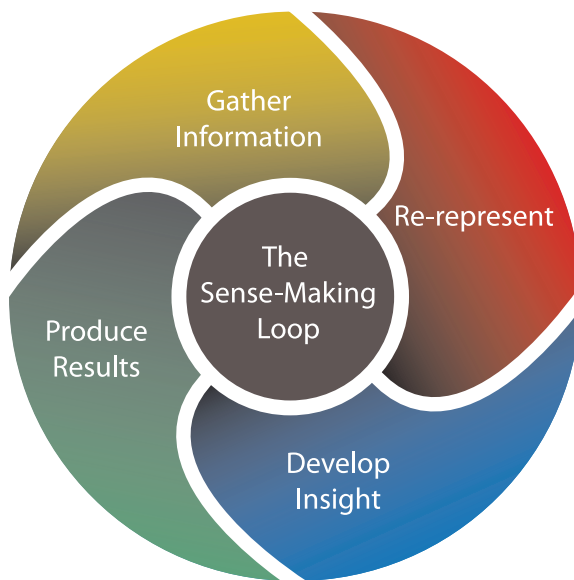 Gather
Information
Re-represent
The
Sense-Making
Loop
Produce
Results
Develop
Insight